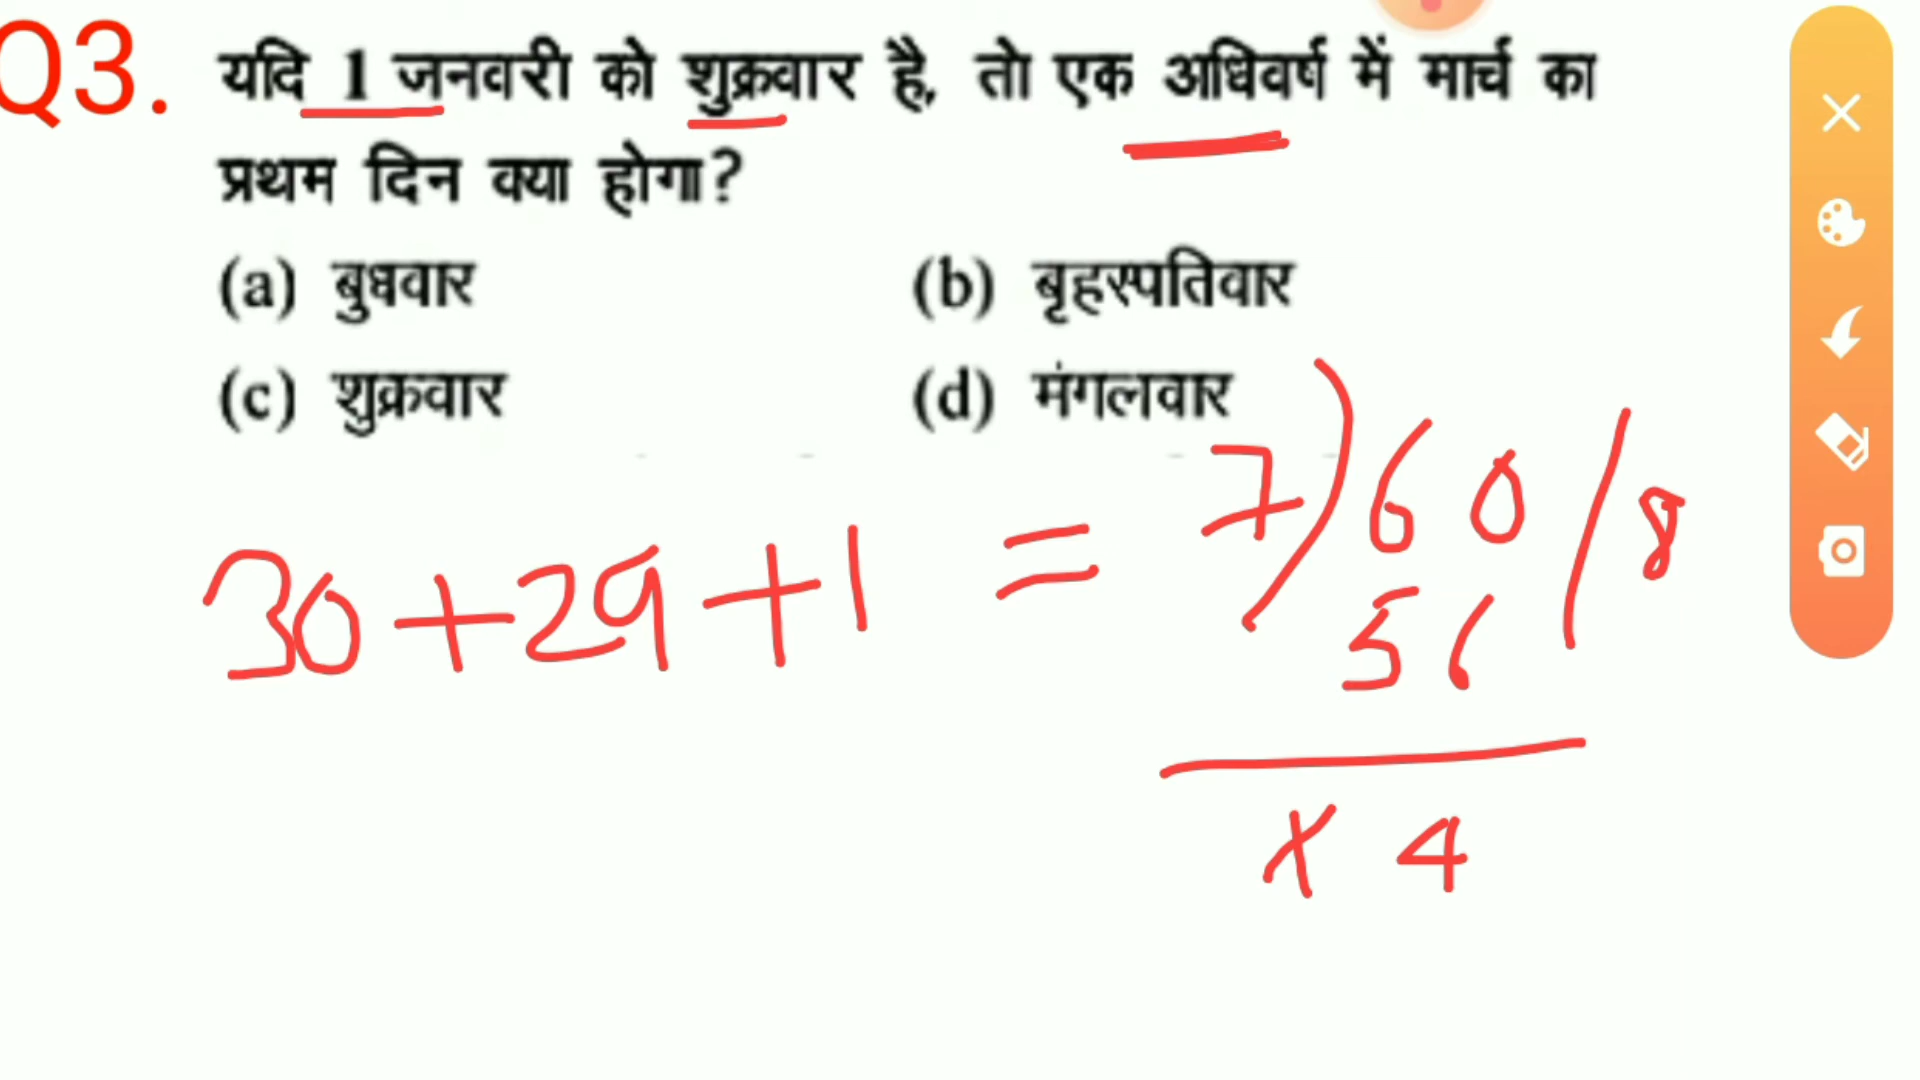 Q3. यदि 1 जनवरी को शुक्रवार है, तो एक अधिवर्ष में मार्च का
प्रथम दिन क्या होगा?
(a) बुधवार (b) बृहस्पतिवार
(c) शुक्रवार (d) मंगलवार
30+29+1 = 7)60/8
56
x 4